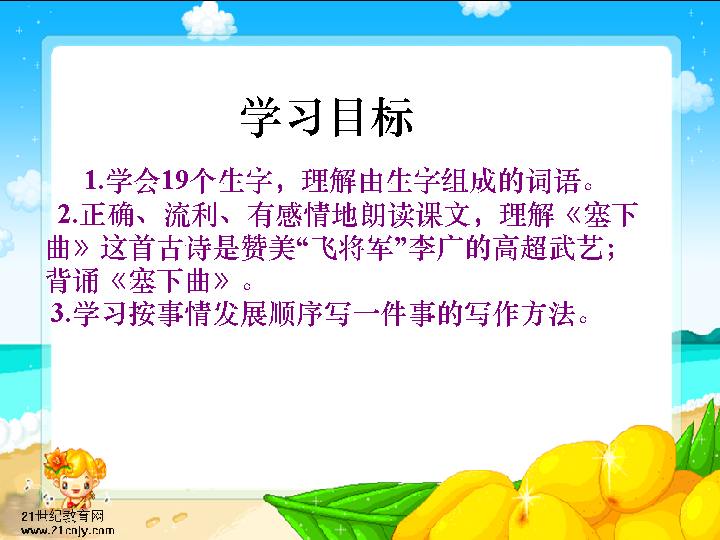 学习目标
1.学会19个生字，理解由生字组成的词语。
2.正确、流利、有感情地朗读课文，理解《塞下
曲》这首古诗是赞美“飞将军”李广的高超武艺；
背诵《塞下曲》。
3.学习按事情发展顺序写一件事的写作方法。
21世纪教育网
www.21cnjy.com